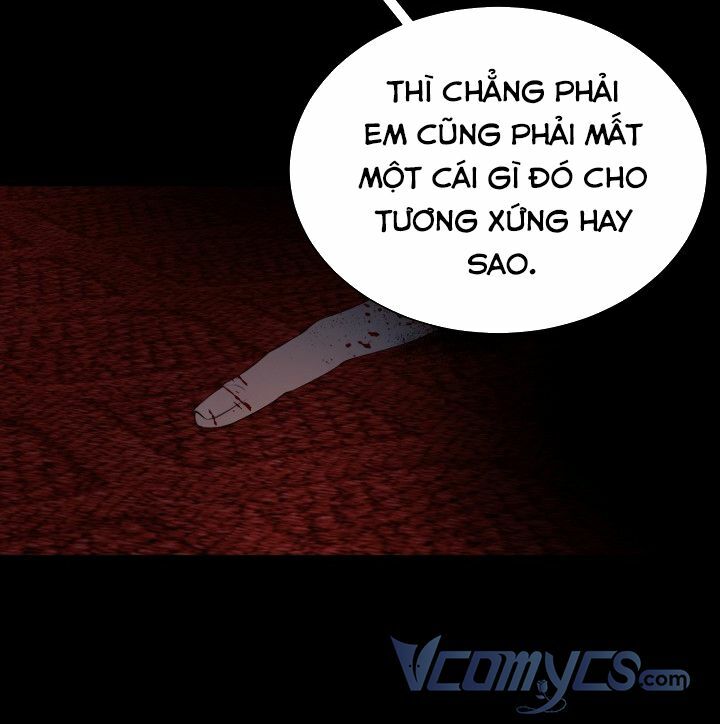 THÌ CHẲNG PHẢI
EM CŨNG PHẢI MẤT
MỘT CÁI GÌ ĐÓ CHO
TƯƠNG XỨNG HAY
SAO.
VCOMYCS.com